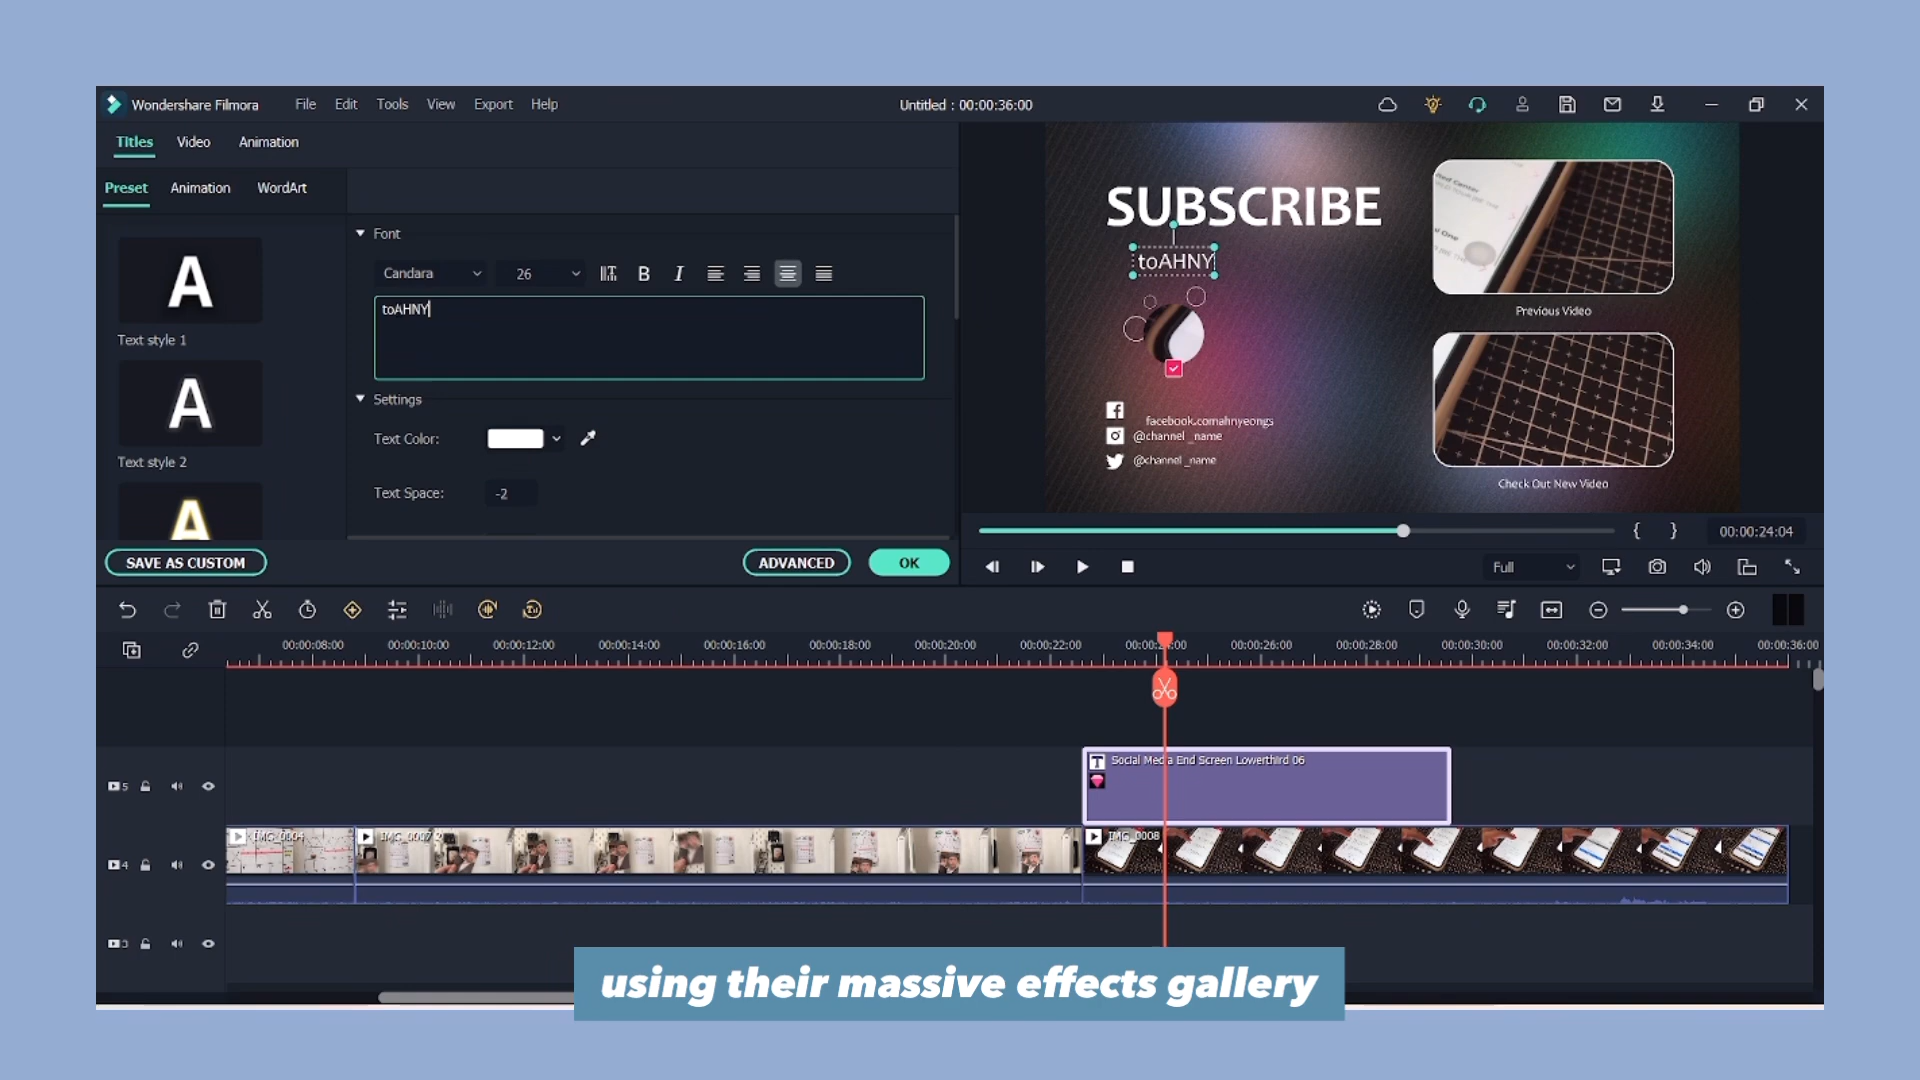 Wondershare Filmora File Edit Tools View Export Help Untitled : 00:00:36:00
Titles Video Animation
Preset Animation WordArt
Font
Candara 26 B I
toAHNY
A
Text style 1
A
Text style 2
A
Settings
Text Color:
Text Space: -2
SAVE AS CUSTOM ADVANCED OK
SUBSCRIBE
toAHNY
facebook.comahnyeongs
@channel_name
@channel_name
Previous Video
Check Out New Video
{ } 00:00:24:04
Full
00:00:08:00 00:00:10:00 00:00:12:00 00:00:14:00 00:00:16:00 00:00:18:00 00:00:20:00 00:00:22:00 00:00:26:00 00:00:28:00 00:00:30:00 00:00:32:00 00:00:34:00 00:00:36:00
T Social Media End Screen Lowerthird 06
5
IMG_0004 IMG_0007 IMG_0008
4
3
using their massive effects gallery